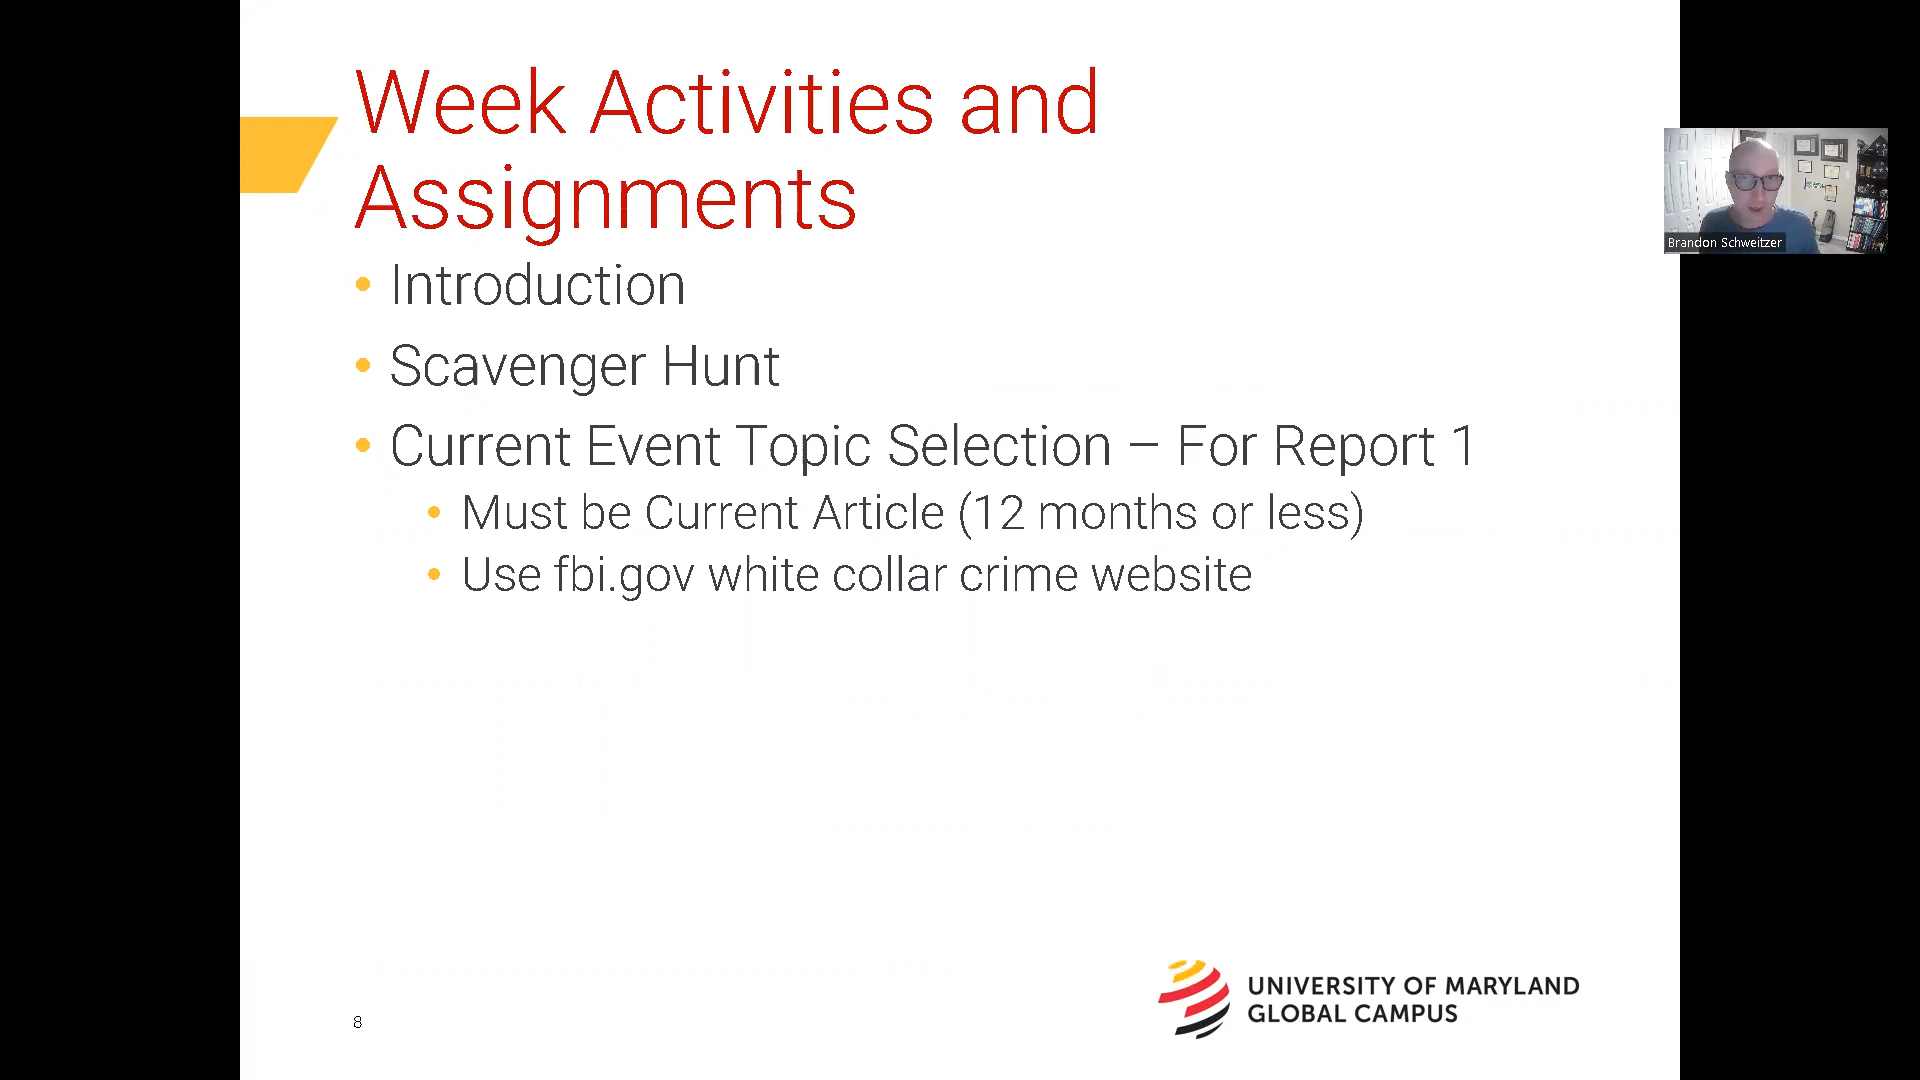 Week Activities and
Assignments
• Introduction
• Scavenger Hunt
• Current Event Topic Selection – For Report 1
• Must be Current Article (12 months or less)
• Use fbi.gov white collar crime website
Brandon Schweitzer
8
UNIVERSITY OF MARYLAND
GLOBAL CAMPUS